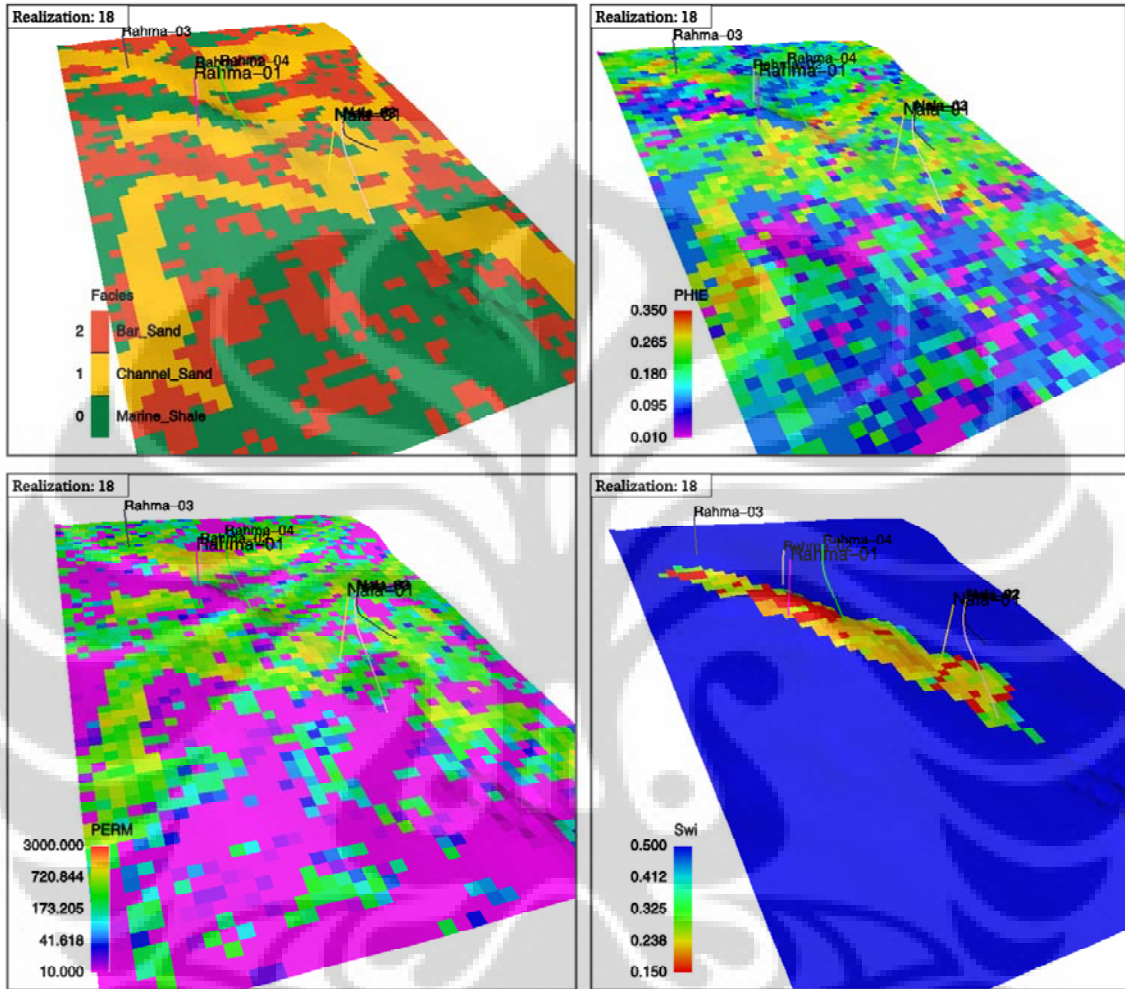 Realization: 18
Rahma-03
Rahma-04
Rahma-01
Nala-01
Facies
2 Bar_Sand
1 Channel_Sand
0 Marine_Shale
Realization: 18
Rahma-03
Rahma-04
Rahma-01
Nala-01
PHIE
0.350
0.265
0.180
0.095
0.010
Realization: 18
Rahma-03
Rahma-04
Rahma-01
Nala-01
PERM
3000.000
720.844
173.205
41.618
10.000
Realization: 18
Rahma-03
Rahma-04
Rahma-01
Nala-01
Swi
0.500
0.412
0.325
0.238
0.150